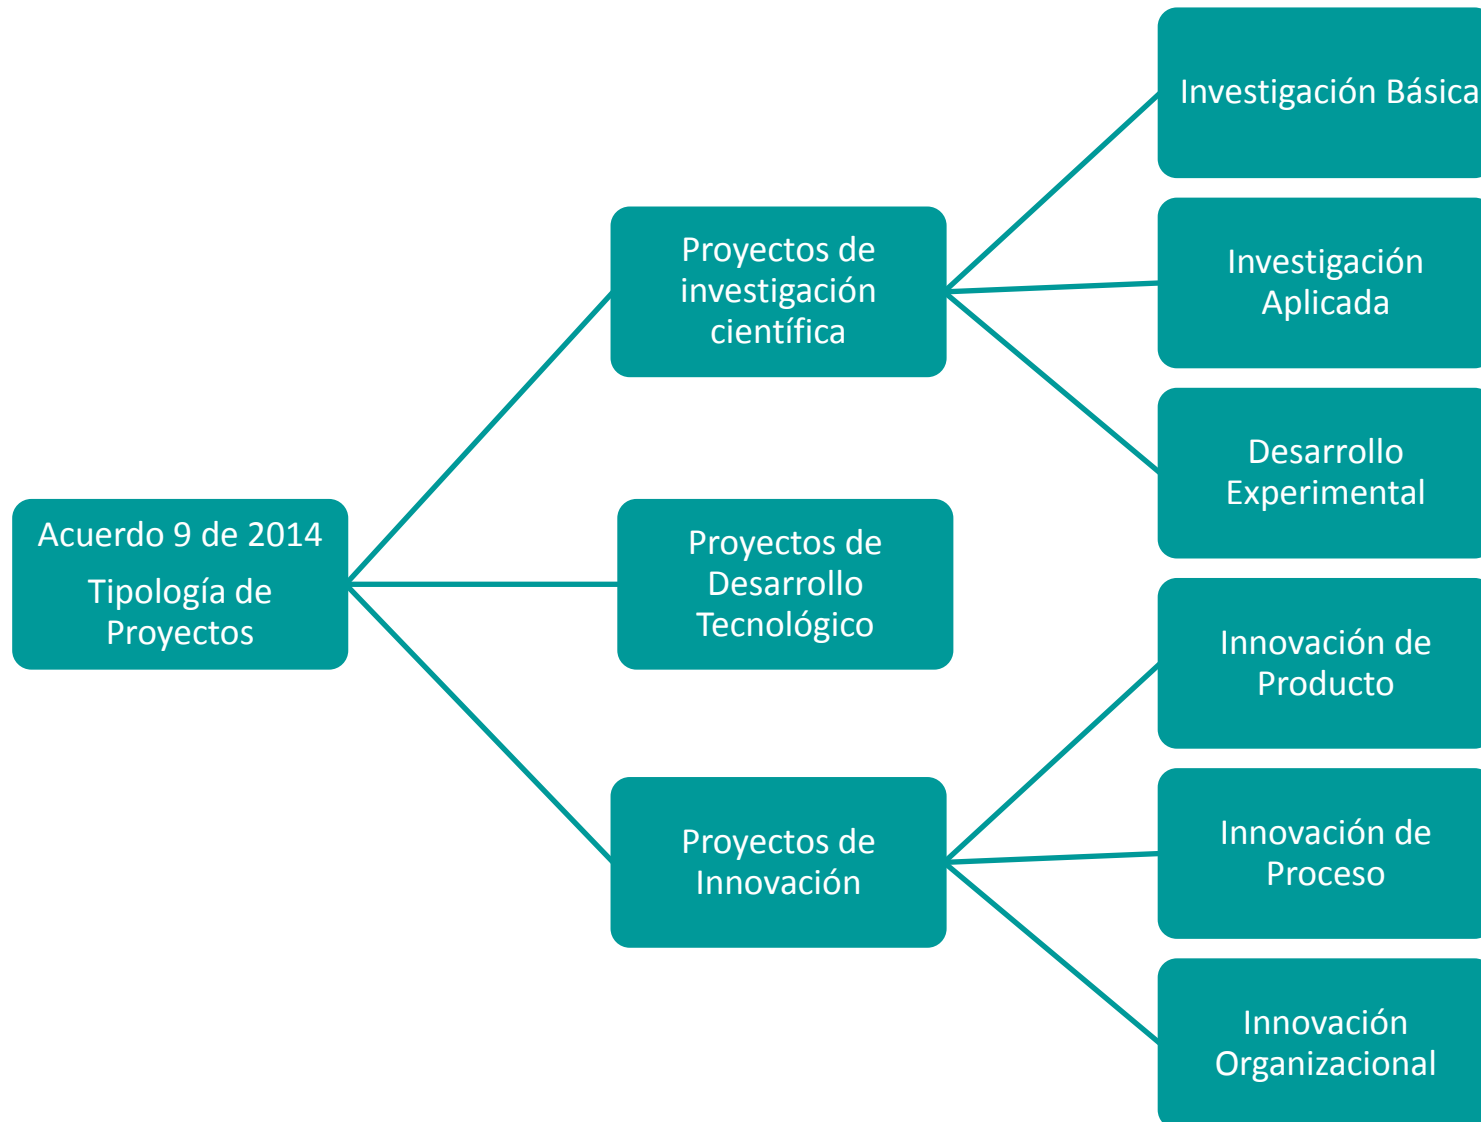 Acuerdo 9 de 2014
Tipología de
Proyectos
Proyectos de
investigación
científica
Investigación Básica
Investigación
Aplicada
Desarrollo
Experimental
Proyectos de
Desarrollo
Tecnológico
Proyectos de
Innovación
Innovación de
Producto
Innovación de
Proceso
Innovación
Organizacional